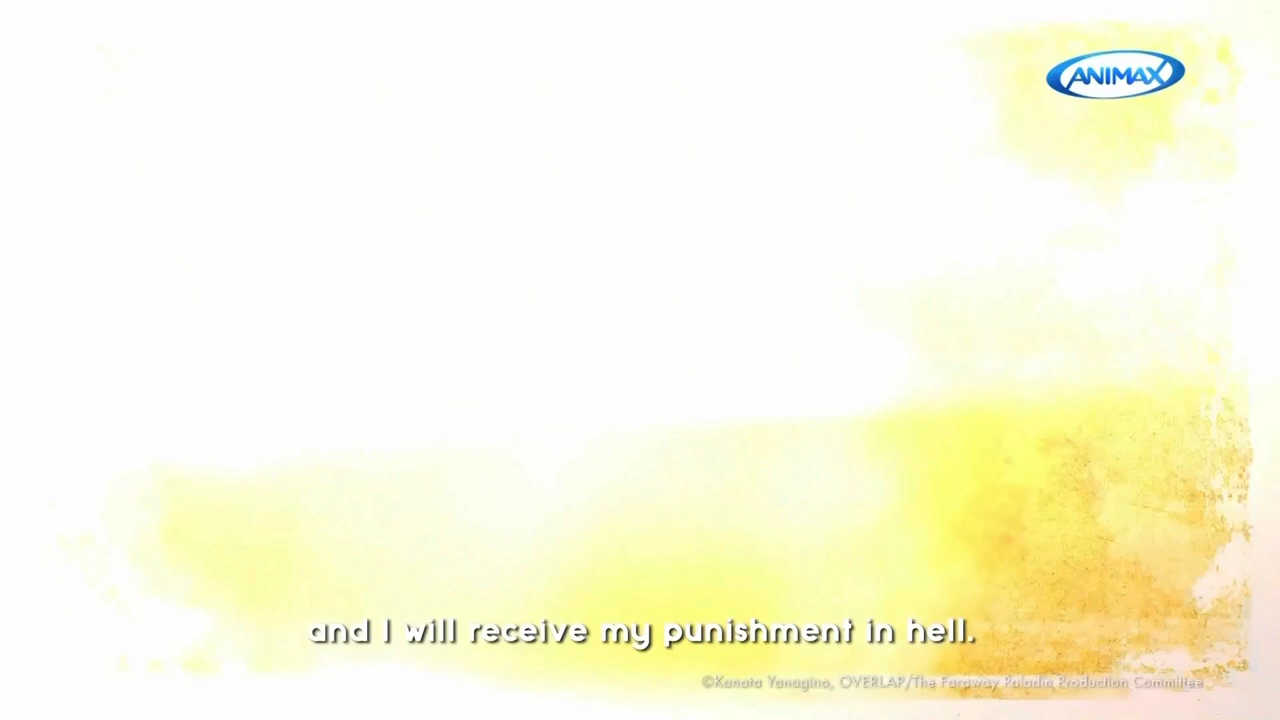 ANIMAX
and I will receive my punishment in hell.
©Kanata Yanagino, OVERLAP/The Faraway Paladin Production Committee